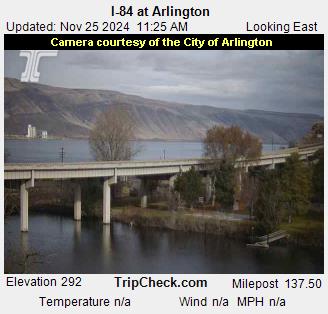 I-84 at Arlington
Updated: Nov 25 2024 11:25 AM Looking East
Camera courtesy of the City of Arlington
Elevation 292 TripCheck.com Milepost 137.50
Temperature n/a Wind n/a MPH n/a